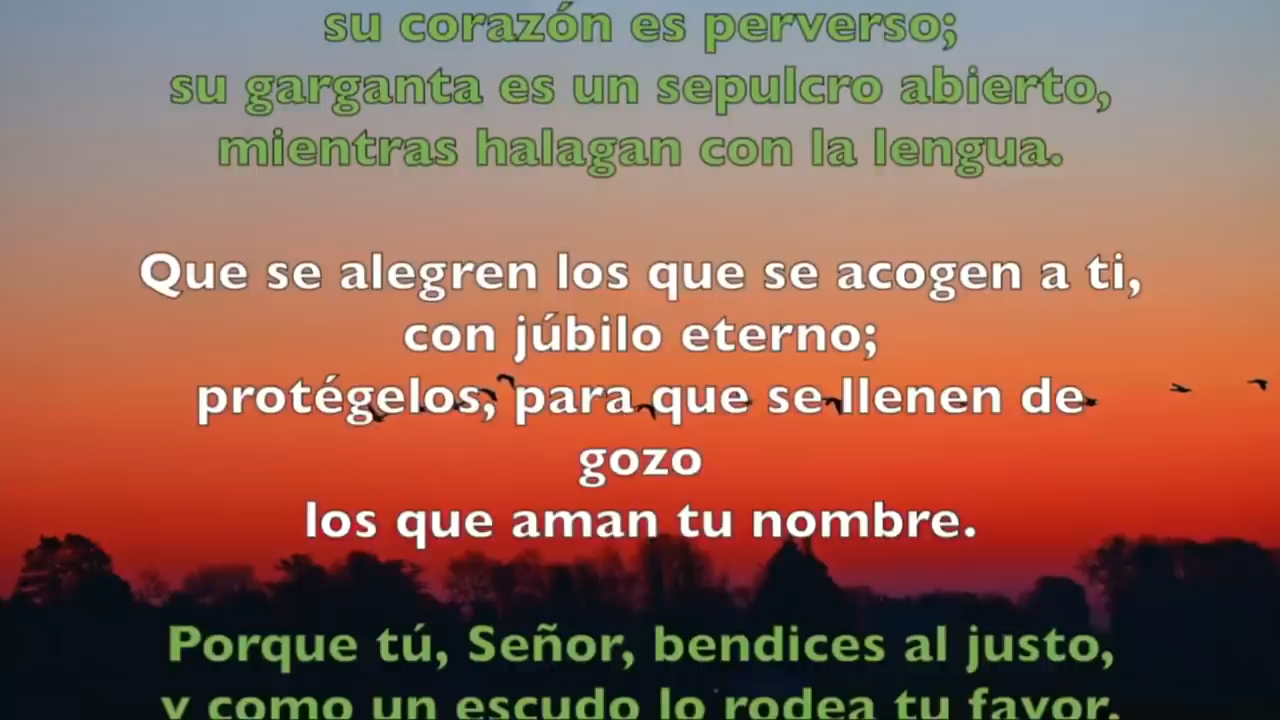 su corazón es perverso;
su garganta es un sepulcro abierto,
mientras halagan con la lengua.
Que se alegren los que se acogen a ti,
con júbilo eterno;
protégelos, para que se llenen de
gozo
los que aman tu nombre.
Porque tú, Señor, bendices al justo,
y como un escudo lo rodea tu favor.